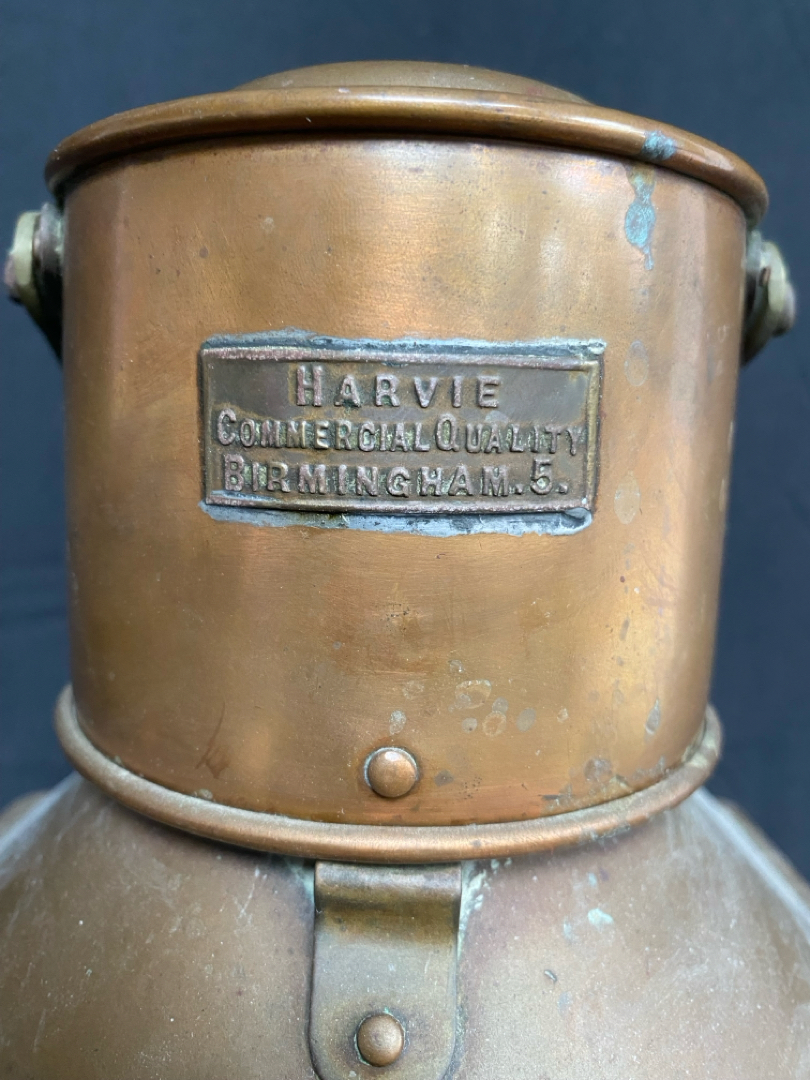 HARVIE
COMMERCIAL QUALITY
BIRMINGHAM. 5.